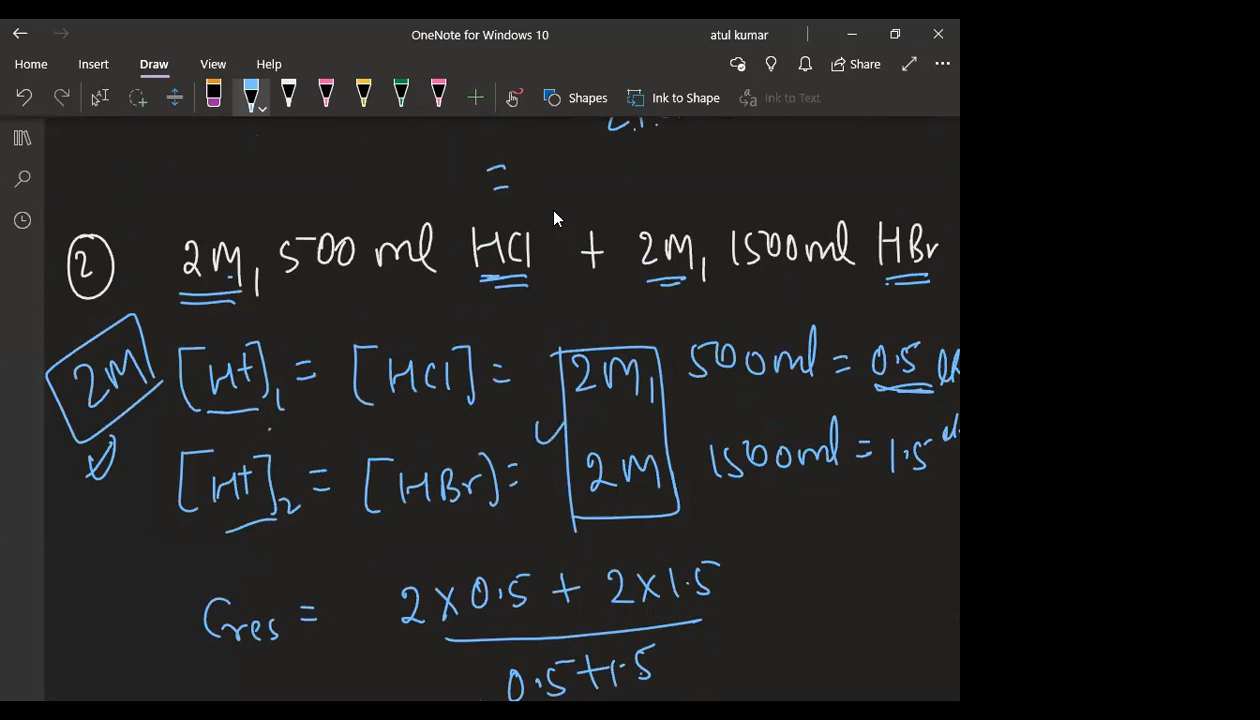 OneNote for Windows 10
atul kumar
Home Insert Draw View Help
Share
Shapes Ink to Shape Ink to Text
=
② 2M, 500 ml HCl + 2M, 1500ml HBr
2M [H+]₁ = [HCl] = 2M, 500ml = 0.5
[H+]₂ = [HBr] = 2M 1500ml = 1.5
Cres = 2×0.5 + 2×1.5
0.5+1.5